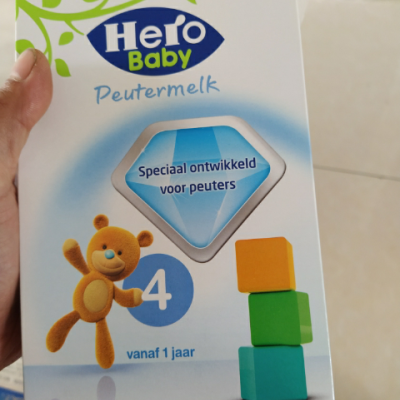 Hero
Baby
Peutermelk
Speciaal ontwikkeld
voor peuters
4
vanaf 1 jaar